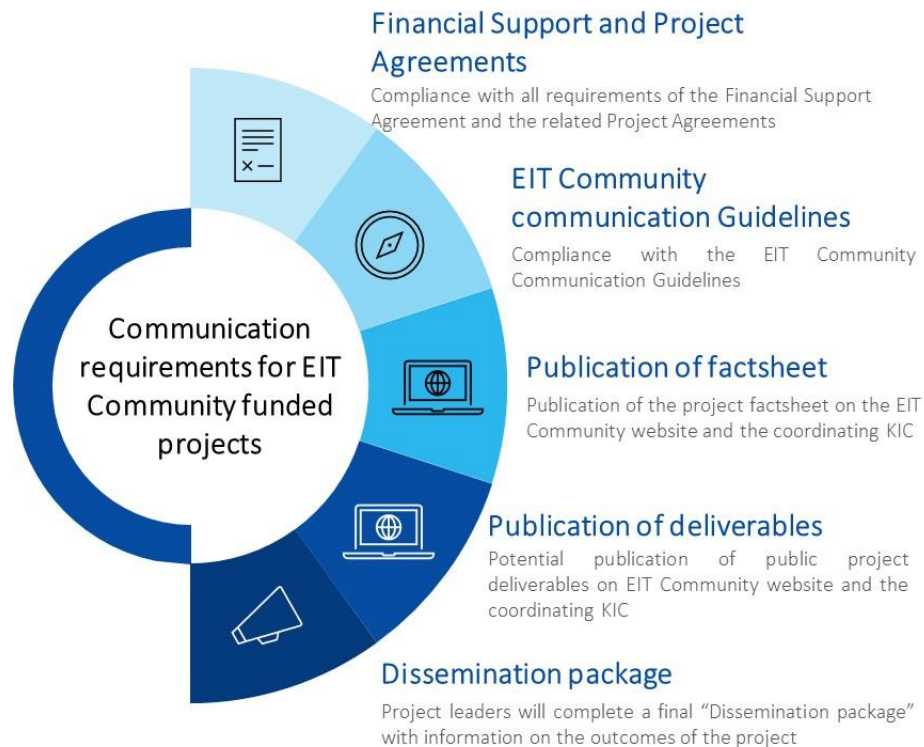 Financial Support and Project
Agreements
Compliance with all requirements of the Financial Support
Agreement and the related Project Agreements
EIT Community
communication Guidelines
Compliance with the EIT Community
Communication Guidelines
Communication
requirements for EIT
Community funded
projects
Publication of factsheet
Publication of the project factsheet on the EIT
Community website and the coordinating KIC
Publication of deliverables
Potential publication of public project
deliverables on EIT Community website and the
coordinating KIC
Dissemination package
Project leaders will complete a final “Dissemination package”
with information on the outcomes of the project